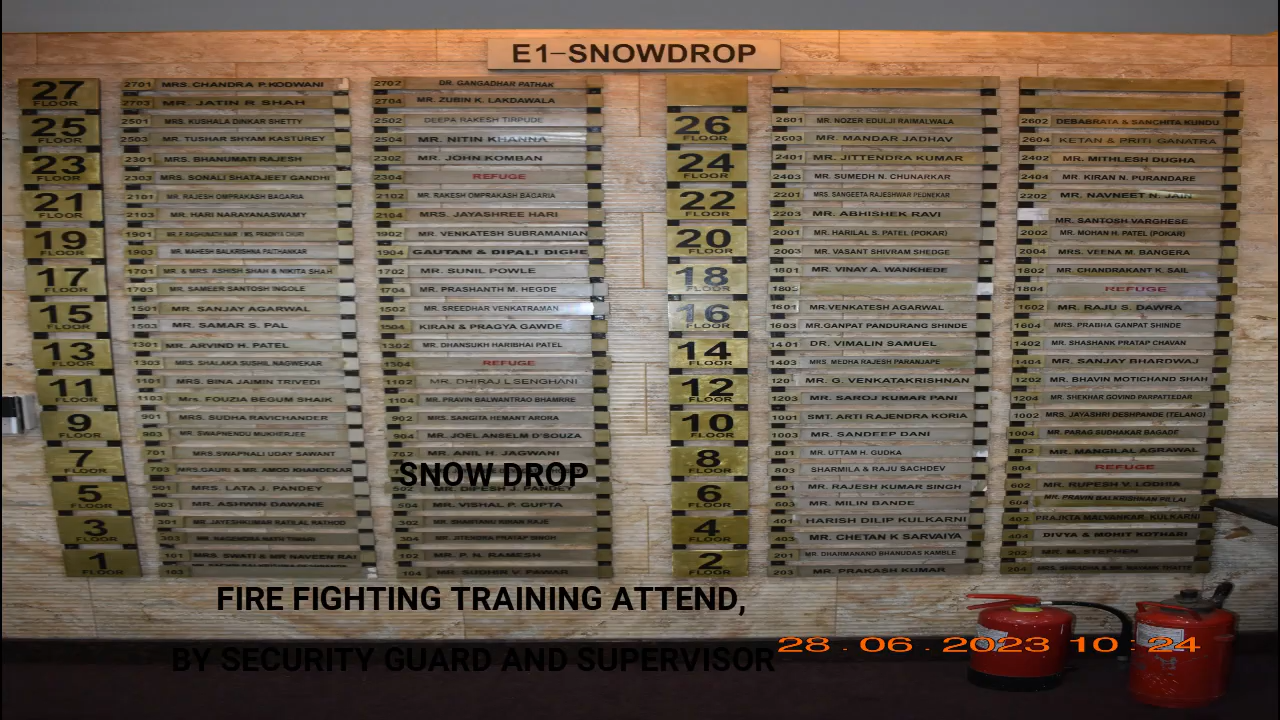 E1-SNOWDROP
27 FLOOR
2701 MRS. CHANDRA P. KODWANI
2702 DR. GANGADHAR PATHAK
2703 MR. JATIN R SHAH
2704 MR. ZUBIN K. LAKDAWALA
25 FLOOR
2501 MRS. KUSHALA DINKAR SHETTY
2502 DEEPA RAKESH TIRPUDE
2503 MR. TUSHAR SHYAM KASTUREY
2504 MR. NITIN KHANNA
23 FLOOR
2301 MRS. BHANUMATI RAJESH
2302 MR. JOHN KOMBAN
2303 MRS. SONALI SHATAJEET GANDHI
2304 REFUGE
21 FLOOR
2101 MR. RAJESH OMPRAKASH BAGARIA
2102 MR. RAKESH OMPRAKASH BAGARIA
2103 MR. HARI NARAYANASWAMY
2104 MRS. JAYASHREE HARI
19 FLOOR
1901
1902 MR. VENKATESH SUBRAMANIAN
1903 MR. MAHESH BALKRISHNA PAITHANKAR
1904 GAUTAM & DIPALI DIGHE
17 FLOOR
1701 MR. & MRS. ASHISH SHAH & NIKITA SHAH
1702 MR. SUNIL POWLE
1703 MR. SAMEER SANTOSH INGOLE
1704 MR. PRASHANTH M. HEGDE
15 FLOOR
1501 MR. SANJAY AGARWAL
1502 MR. SREEDHAR VENKATRAMAN
1503 MR. SAMAR S. PAL
1504 KIRAN & PRAGYA GAWDE
13 FLOOR
1301 MR. ARVIND H. PATEL
1302 MR. DHANSUKH HARIBHAI PATEL
1303 MRS. SHALAKA SUSHIL NAGWEKAR
1304 REFUGE
11 FLOOR
1101 MRS. BINA JAIMIN TRIVEDI
1102 MR. DHIRAJ L SENGHANI
1103 Mrs. FOUZIA BEGUM SHAIK
1104 MR. PRAVIN BALWANTRAO BHAMRRE
9 FLOOR
901 MRS. SUDHA RAVICHANDER
902 MRS. SANGITA HEMANT ARORA
903 MR. SWAPNENDU MUKHERJEE
904 MR. JOEL ANSELM D'SOUZA
7 FLOOR
701 MRS. SWAPNALI UDAY SAWANT
702 MR. ANIL H. JAGWANI
703 MRS. GAURI & MR. AMOD KHANDEKAR
5 FLOOR
501 MRS. LATA J. PANDEY
502 MR. DIPESH J. PANDEY
503 MR. ASHWIN DAWANE
504 MR. VISHAL P. GUPTA
3 FLOOR
301 MR. JAYESHKUMAR RATILAL RATHOD
302 MR. SHANTANU KIRAN RAJE
303 MR. NAGENDRA NATH TIWARI
304 MR. JITENDRA PRATAP SINGH
1 FLOOR
101 MRS. SWATI & MR NAVEEN RAI
102 MR. P. N. RAMESH
103
104 MR. SUDHIN V. PAWAR
26 FLOOR
2601 MR. NOZER EDULJI RAIMALWALA
2602 DEBABRATA & SANCHITA KUNDU
2603 MR. MANDAR JADHAV
2604 KETAN & PRITI GANATRA
24 FLOOR
2401 MR. JITTENDRA KUMAR
2402 MR. MITHLESH DUGHA
2403 MR. SUMEDH N. CHUNARKAR
2404 MR. KIRAN N. PURANDARE
22 FLOOR
2201 MRS. SANGEETA RAJESHWAR PEDNEKAR
2202 MR. NAVNEET N. JAIN
2203 MR. ABHISHEK RAVI
MR. SANTOSH VARGHESE
20 FLOOR
2001 MR. HARILAL S. PATEL (POKAR)
2002 MR. MOHAN H. PATEL (POKAR)
2003 MR. VASANT SHIVRAM SHEDGE
2004 MRS. VEENA M. BANGERA
18 FLOOR
1801 MR. VINAY A. WANKHEDE
1802 MR. CHANDRAKANT K. SAIL
1803
1804 REFUGE
16 FLOOR
1601 MR. VENKATESH AGARWAL
1602 MR. RAJU S. DAWRA
1603 MR. GANPAT PANDURANG SHINDE
1604 MRS. PRABHA GANPAT SHINDE
14 FLOOR
1401 DR. VIMALIN SAMUEL
1402 MR. SHASHANK PRATAP CHAVAN
1403 MRS. MEDHA RAJESH PARANJAPE
1404 MR. SANJAY BHARDWAJ
12 FLOOR
120 MR. G. VENKATAKRISHNAN
1202 MR. BHAVIN MOTICHAND SHAH
1203 MR. SAROJ KUMAR PANI
1204 MR. SHEKHAR GOVIND PARPATTEDAR
10 FLOOR
1001 SMT. ARTI RAJENDRA KORIA
1002 MRS. JAYASHRI DESHPANDE (TELANG)
1003 MR. SANDEEP DANI
1004 MR. PARAG SUDHAKAR BAGADE
8 FLOOR
801 MR. UTTAM H. GUDKA
802 MR. MANGILAL AGRAWAL
803 SHARMILA & RAJU SACHDEV
804 REFUGE
6 FLOOR
601 MR. RAJESH KUMAR SINGH
602 MR. RUPESH V. LODHIA
603 MR. MILIN BANDE
604 MR. PRAVIN BALKRISHNAN PILLAI
4 FLOOR
401 HARISH DILIP KULKARNI
402 PRAJKTA MALVANKAR KULKARNI
403 MR. CHETAN K SARVAIYA
404 DIVYA & MOHIT KOTHARI
2 FLOOR
201 MR. DHARMANAND BHANUDAS KAMBLE
202 MR. M. STEPHEN
203 MR. PRAKASH KUMAR
204
SNOW DROP
FIRE FIGHTING TRAINING ATTEND,
BY SECURITY GUARD AND SUPERVISOR
28 . 06 . 2023 10 : 24